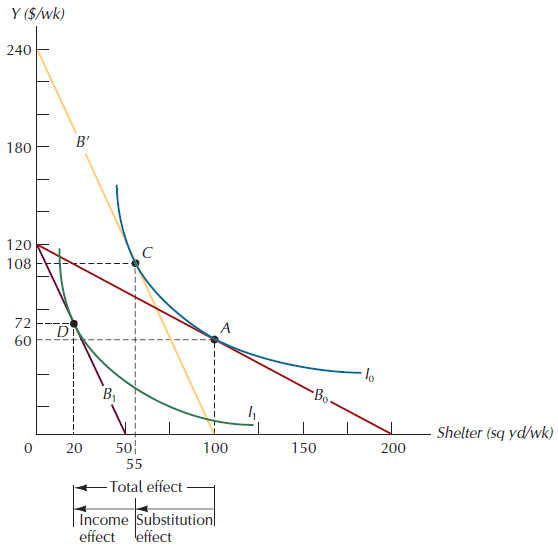 Y ($/wk)
240
180
B'
120
108
C
72
60
D
A
B1
I1
B0
I0
Shelter (sq yd/wk)
0 20 50 100 150 200
55
Total effect
Income Substitution
effect effect